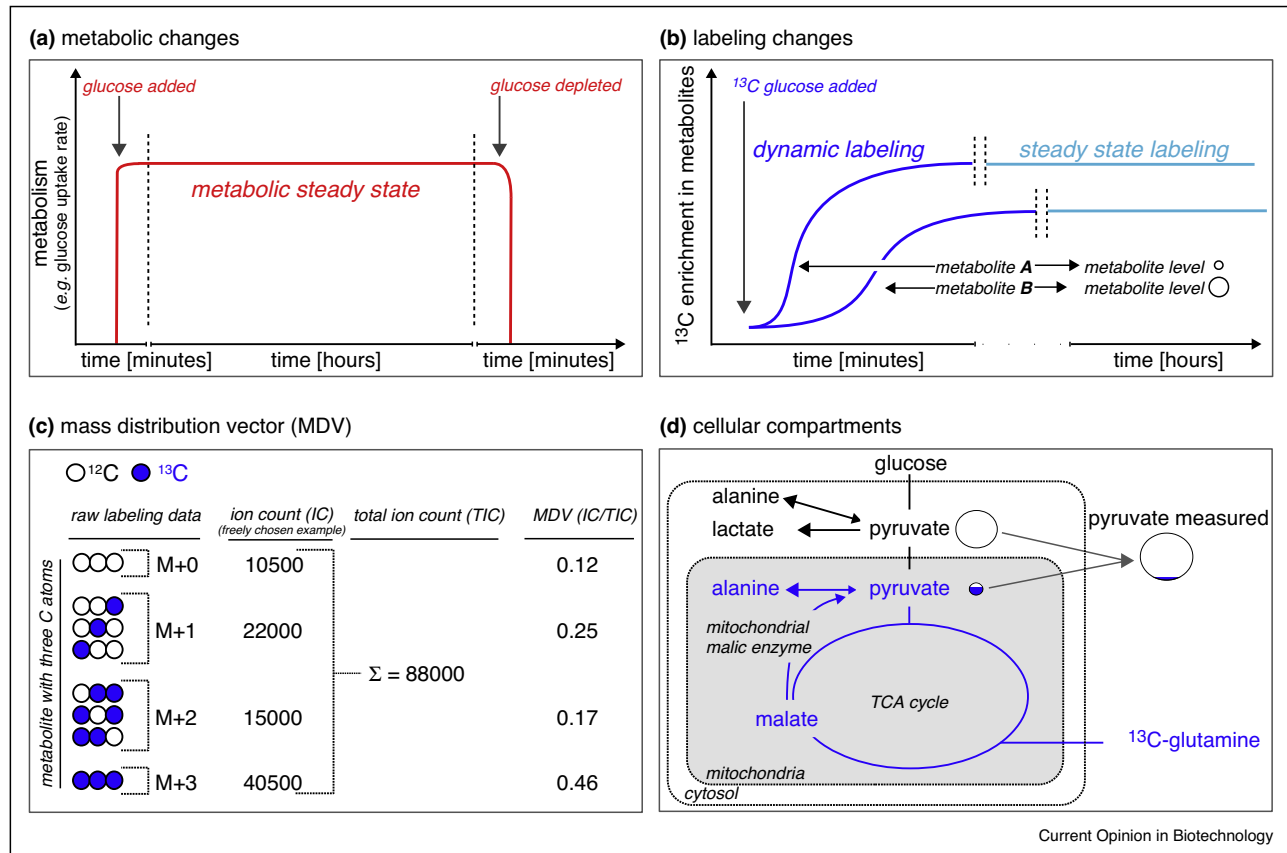 (a) metabolic changes
glucose added
glucose depleted
metabolic steady state
metabolism
(e.g. glucose uptake rate)
time [minutes]
time [hours]
time [minutes]
(b) labeling changes
13C glucose added
dynamic labeling
steady state labeling
13C enrichment in metabolites
metabolite A
metabolite level
metabolite B
metabolite level
time [minutes]
time [hours]
(c) mass distribution vector (MDV)
12C 13C
raw labeling data
ion count (IC)
(freely chosen example)
total ion count (TIC)
MDV (IC/TIC)
metabolite with three C atoms
M+0 10500 0.12
M+1 22000 0.25
Σ = 88000
M+2 15000 0.17
M+3 40500 0.46
(d) cellular compartments
glucose
alanine
lactate
pyruvate
pyruvate measured
alanine
pyruvate
mitochondrial
malic enzyme
malate
TCA cycle
13C-glutamine
mitochondria
cytosol
Current Opinion in Biotechnology